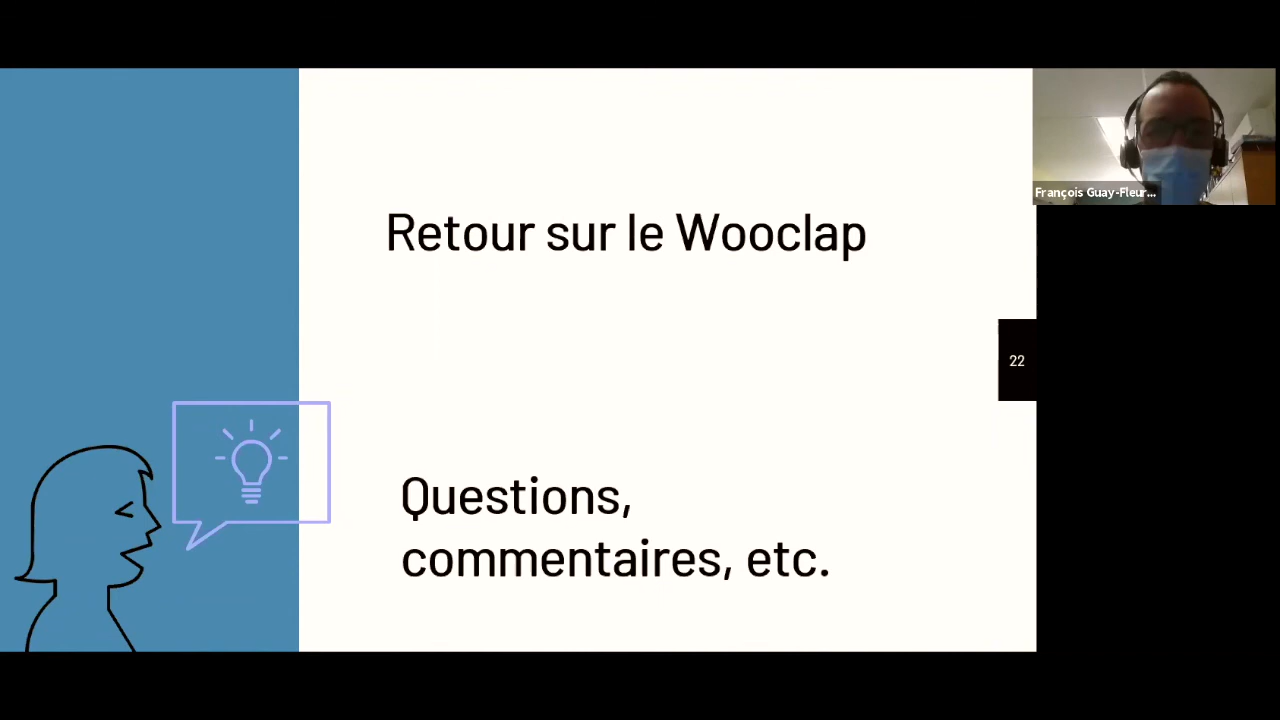 Retour sur le Wooclap
François Guay-Fleur...
22
Questions,
commentaires, etc.